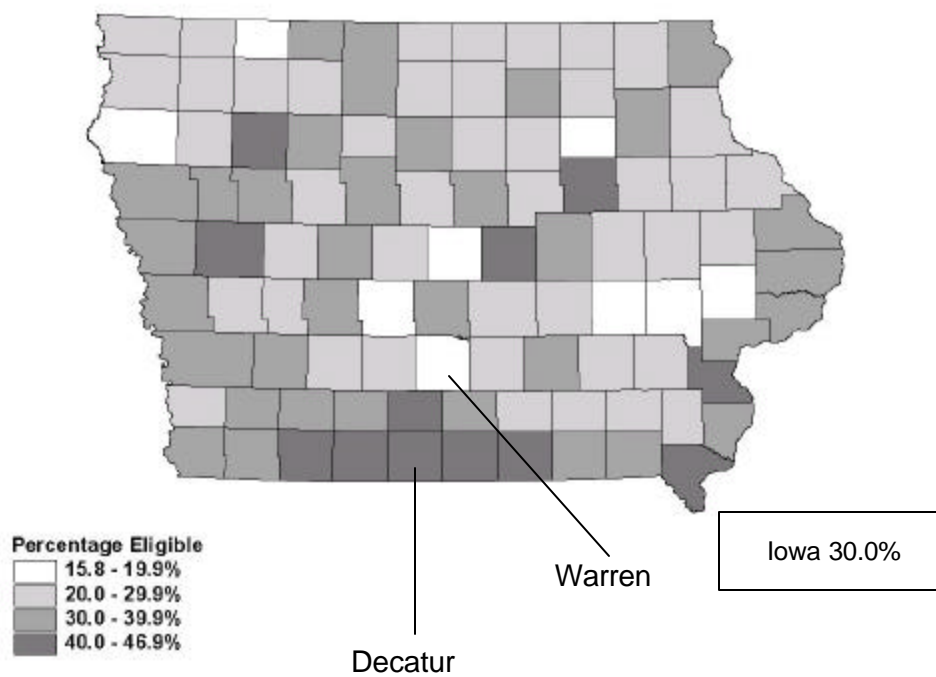 Iowa 30.0%
Percentage Eligible
15.8 - 19.9%
20.0 - 29.9%
30.0 - 39.9%
40.0 - 46.9%
Warren
Decatur